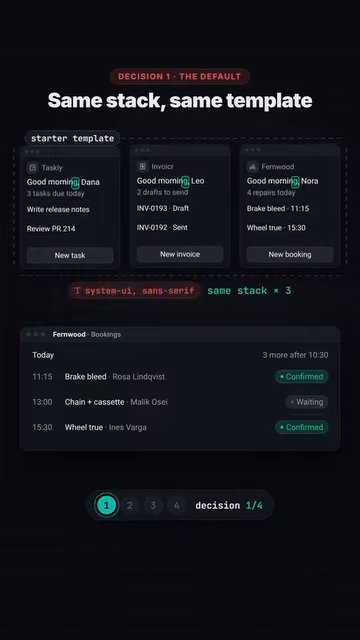 DECISION 1 · THE DEFAULT
Same stack, same template
starter template
Taskly
Good morning, Dana
3 tasks due today
Write release notes
Review PR 214
New task
Invoicr
Good morning, Leo
2 drafts to send
INV-0193 · Draft
INV-0192 · Sent
New invoice
Fernwood
Good morning, Nora
4 repairs today
Brake bleed · 11:15
Wheel true · 15:30
New booking
T system-ui, sans-serif same stack × 3
Fernwood · Bookings
Today 3 more after 10:30
11:15 Brake bleed · Rosa Lindqvist Confirmed
13:00 Chain + cassette · Malik Osei Waiting
15:30 Wheel true · Ines Varga Confirmed
1 2 3 4 decision 1/4